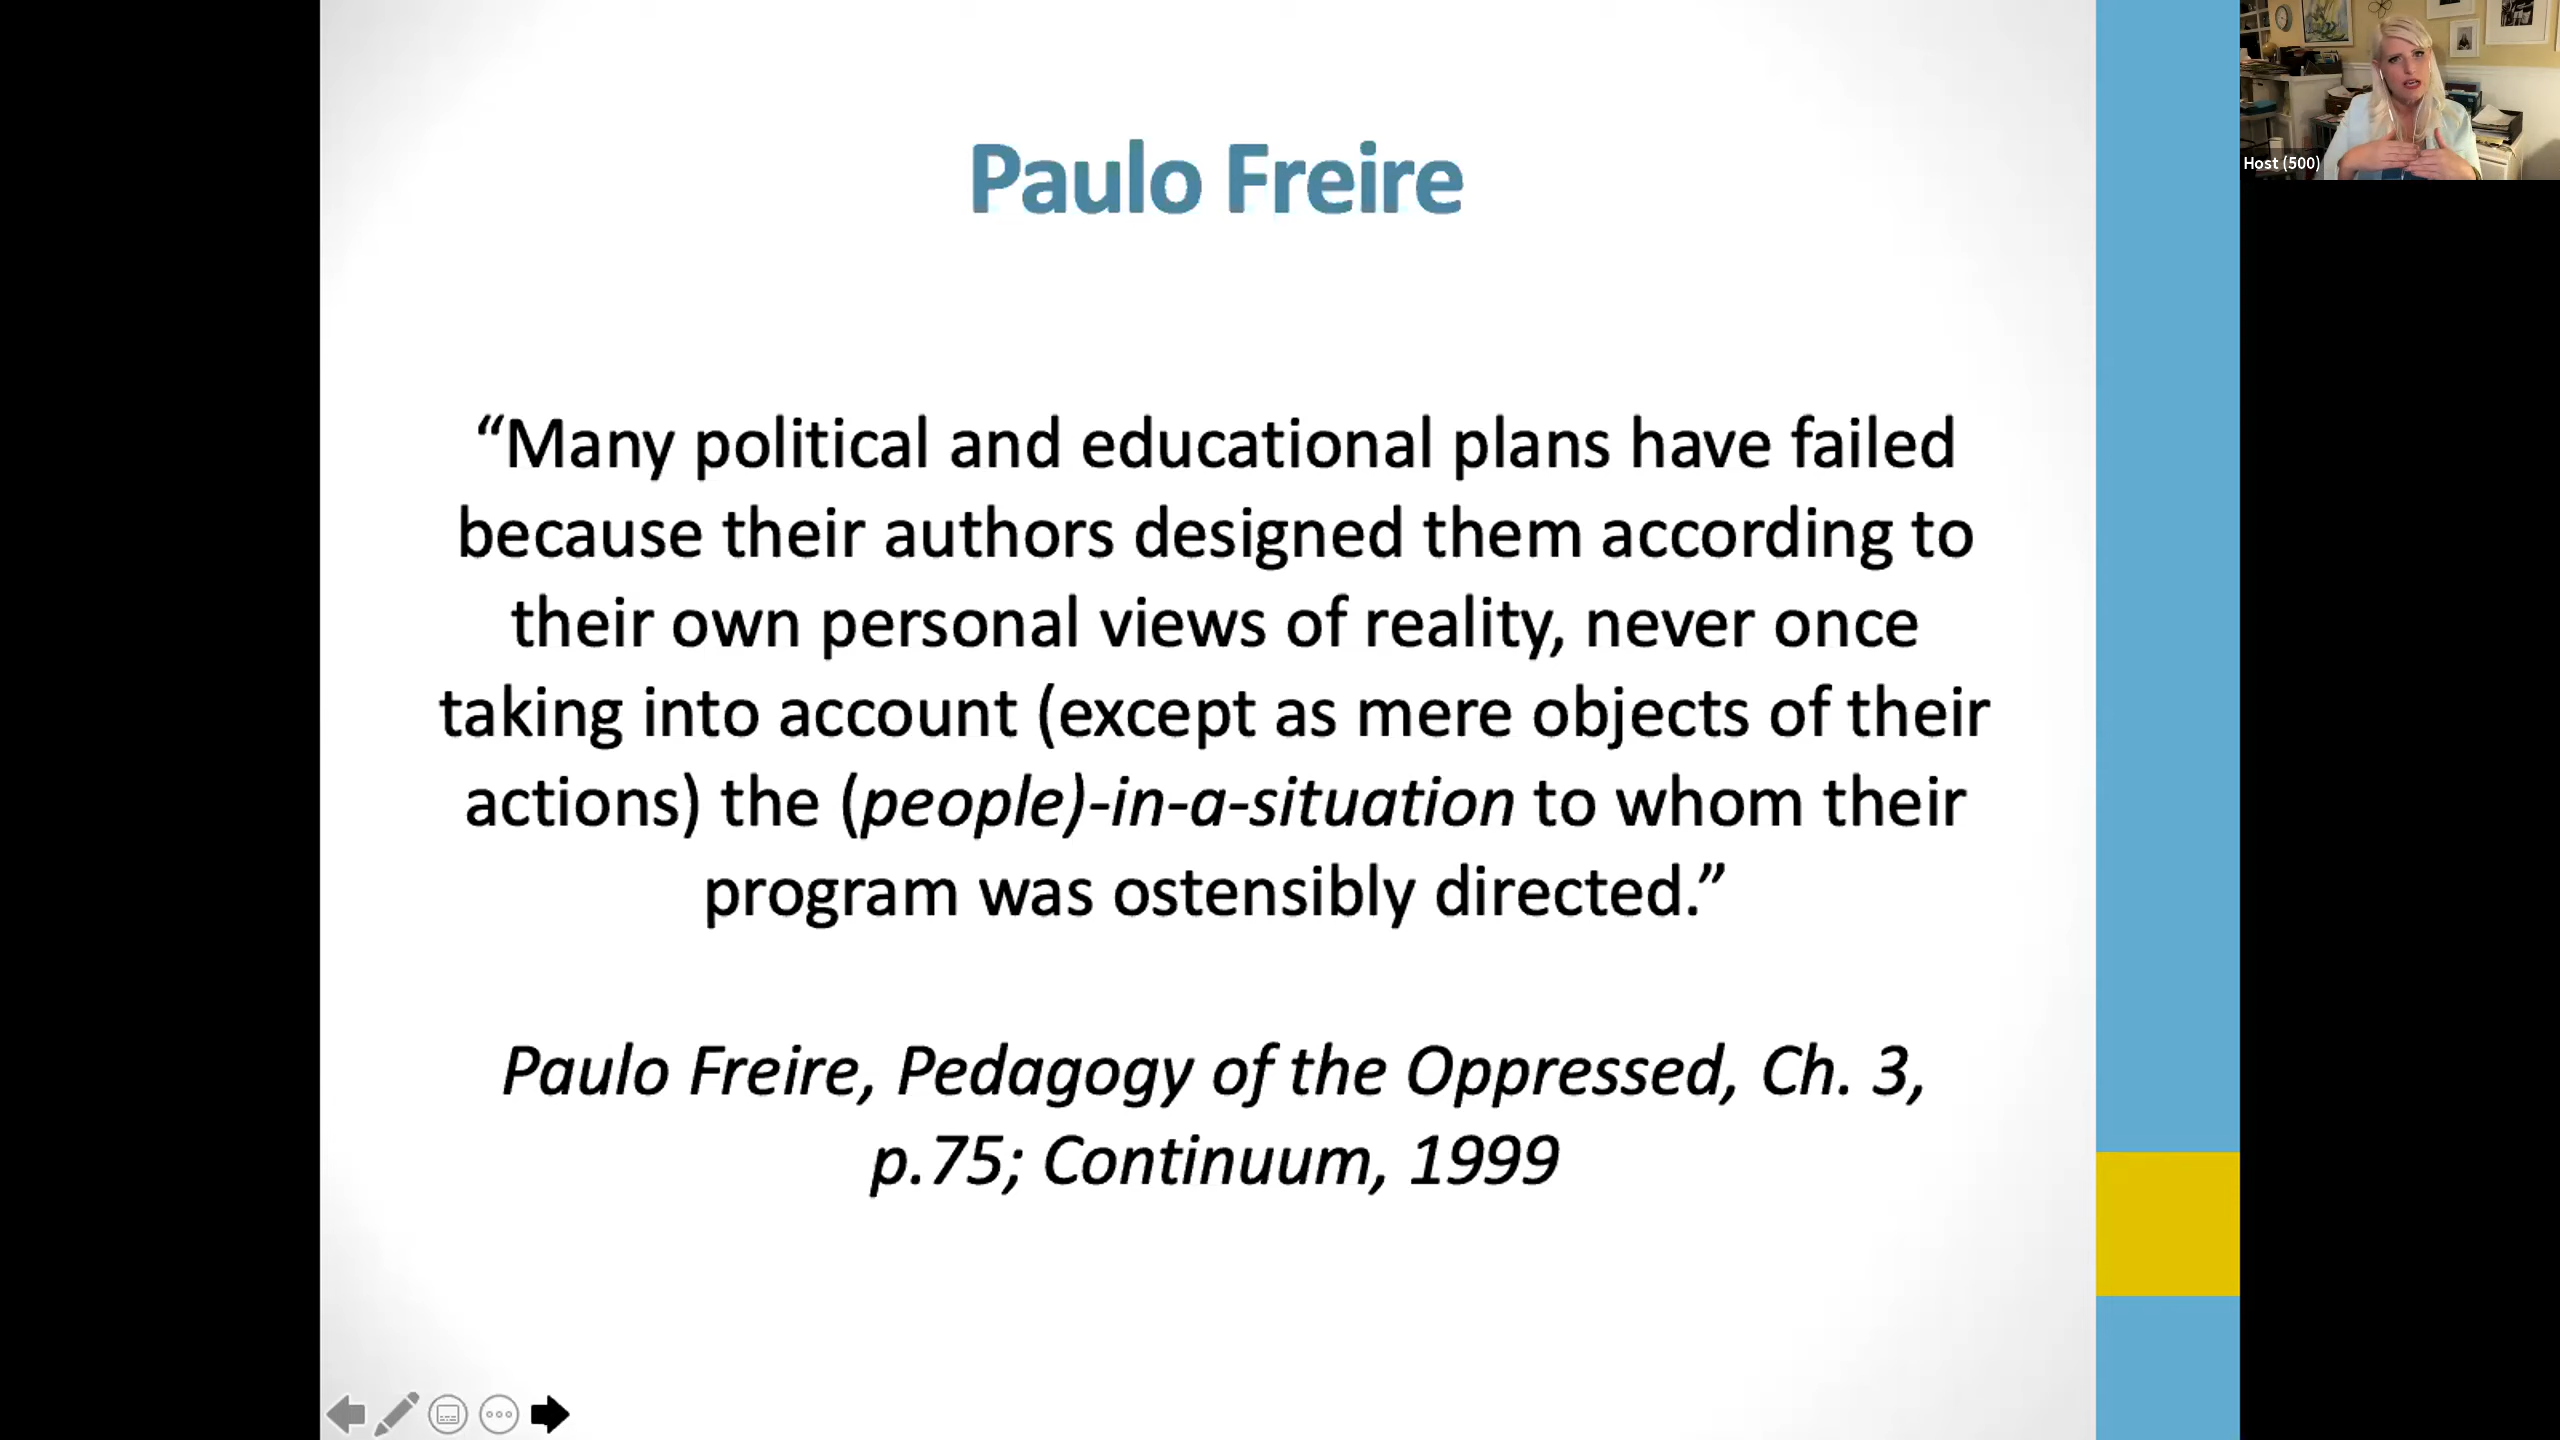 Paulo Freire
“Many political and educational plans have failed
because their authors designed them according to
their own personal views of reality, never once
taking into account (except as mere objects of their
actions) the (people)-in-a-situation to whom their
program was ostensibly directed.”
Paulo Freire, Pedagogy of the Oppressed, Ch. 3,
p.75; Continuum, 1999
Host (500)